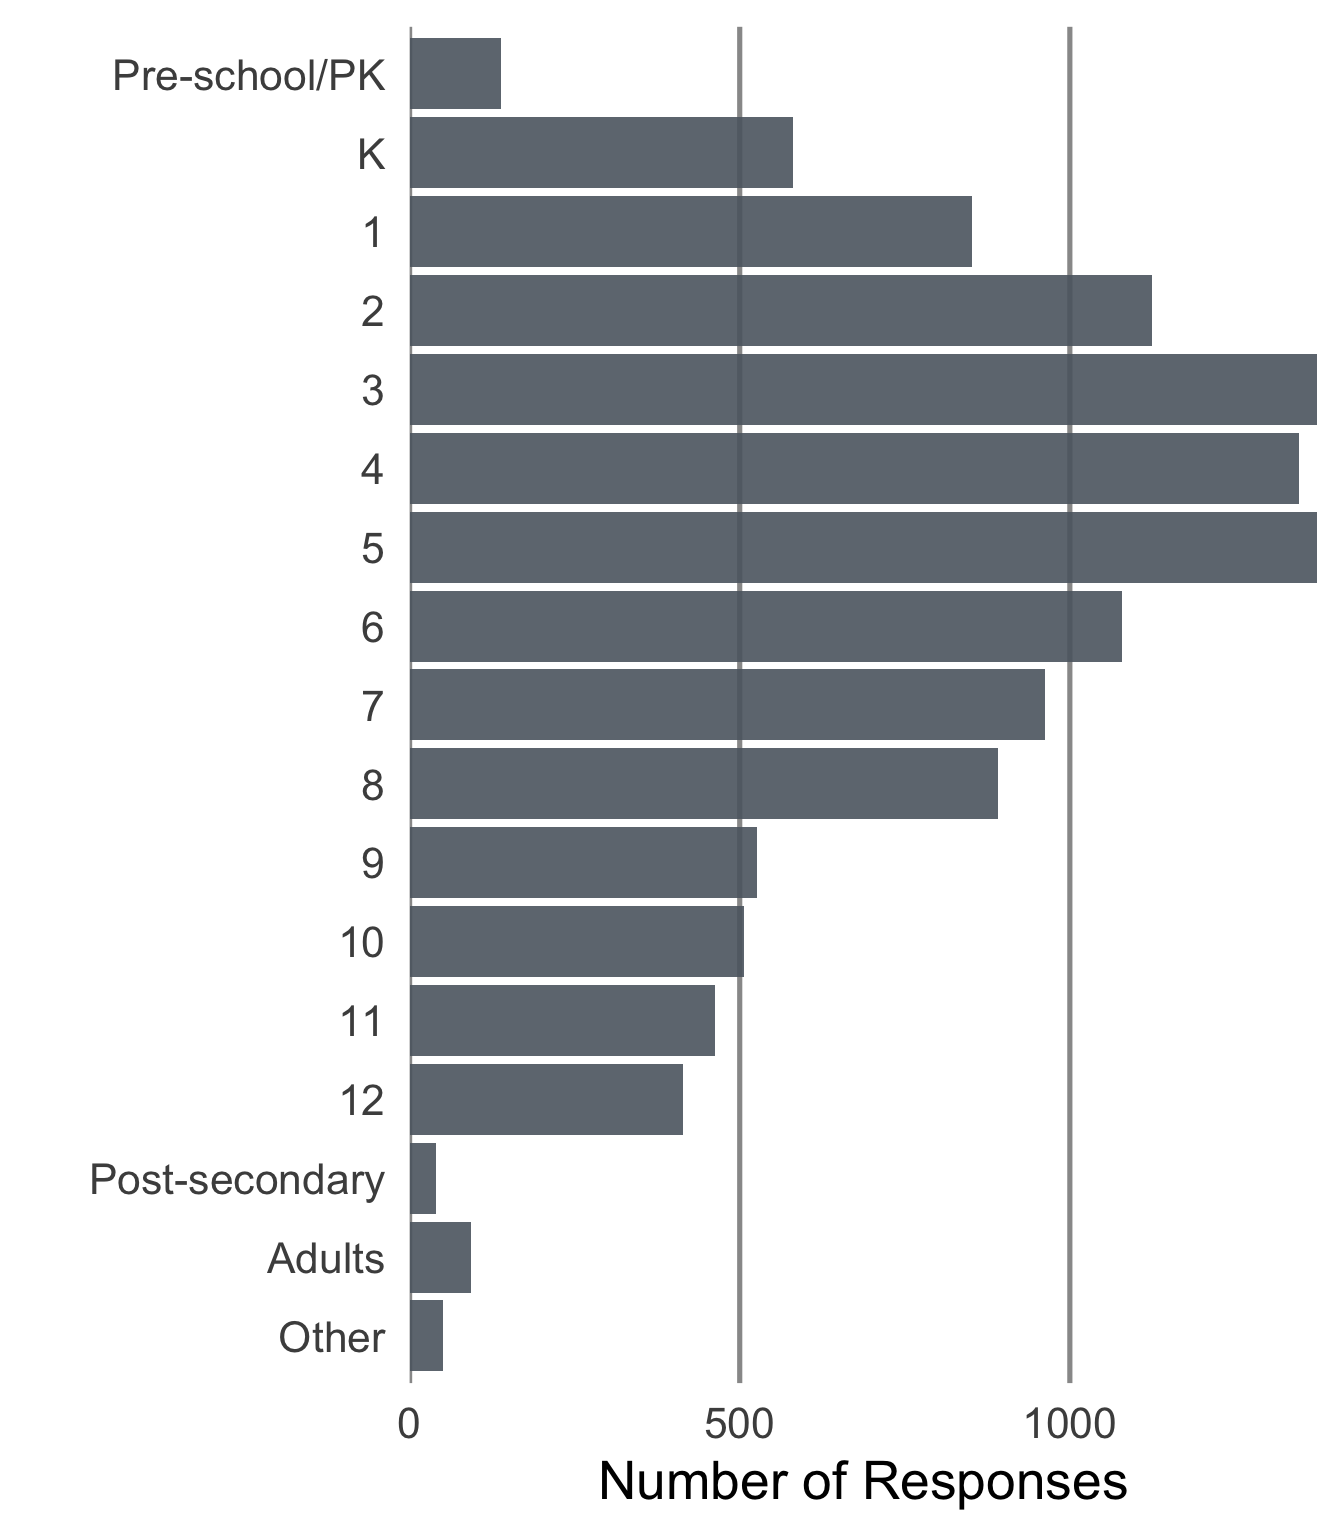 Pre-school/PK
K
1
2
3
4
5
6
7
8
9
10
11
12
Post-secondary
Adults
Other
0 500 1000
Number of Responses